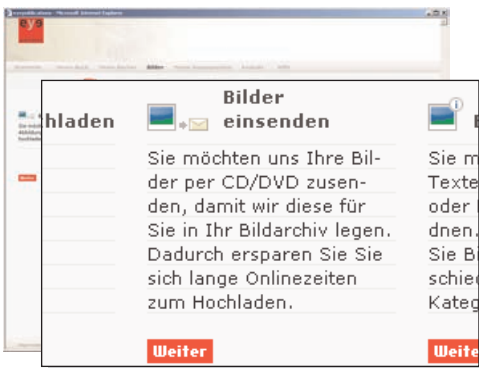 eye
hladen
Bilder
einsenden
Sie möchten uns Ihre Bil-
der per CD/DVD zusen-
den, damit wir diese für
Sie in Ihr Bildarchiv legen.
Dadurch ersparen Sie Sie
sich lange Onlinezeiten
zum Hochladen.
Weiter
Sie m
Texte
oder
dnen.
Sie Bi
schied
Kateg
Weite